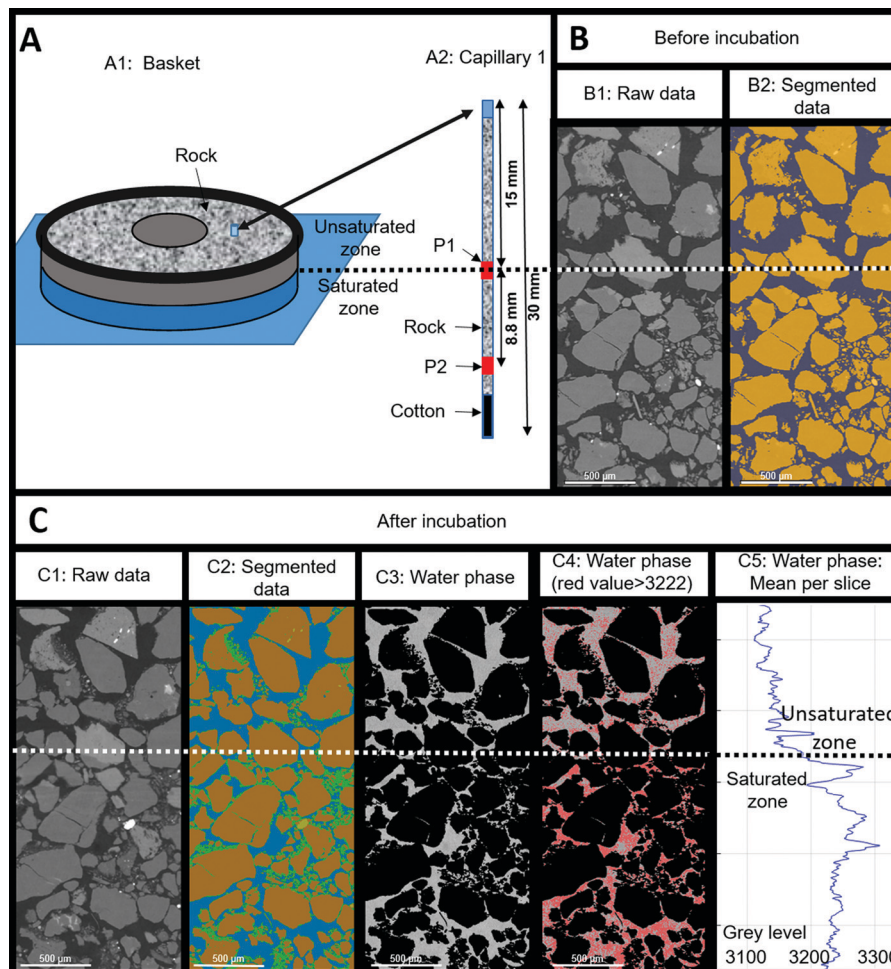 A
A1: Basket
A2: Capillary 1
Rock
Unsaturated
zone
Saturated
zone
P1
Rock
P2
Cotton
15 mm
8.8 mm
30 mm
B
Before incubation
B1: Raw data
B2: Segmented
data
500 µm
500 µm
C
After incubation
C1: Raw data
C2: Segmented
data
C3: Water phase
C4: Water phase
(red value>3222)
C5: Water phase:
Mean per slice
Unsaturated
zone
Saturated
zone
Grey level
3100 3200 330
500 µm
500 µm
500 µm
500 µm